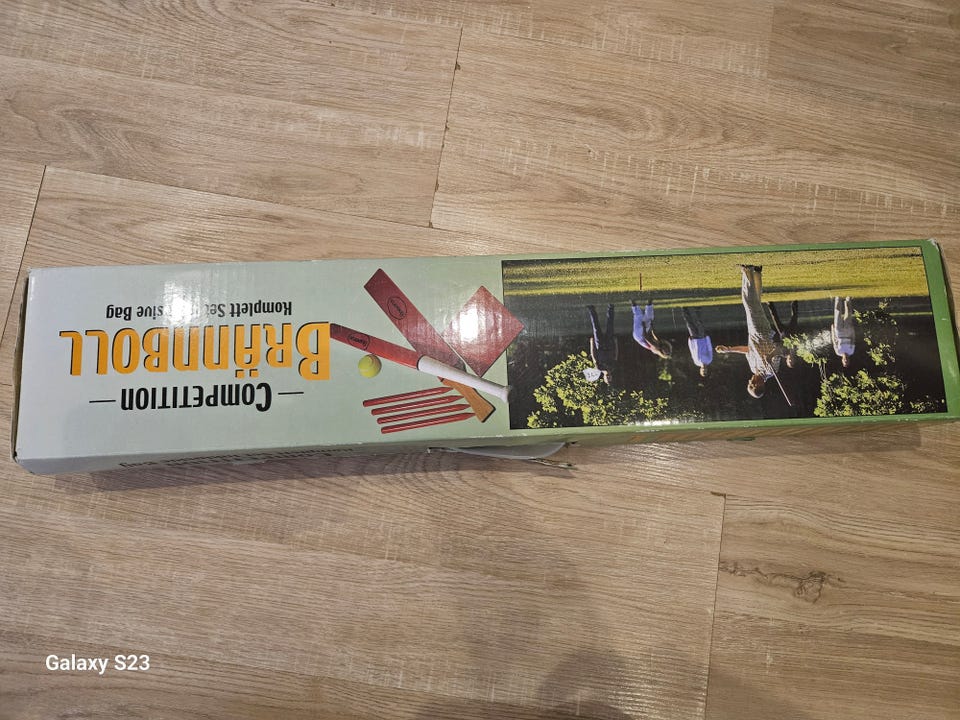 COMPETITION
BRÄNNBOLL
Komplett Set Bag
Galaxy S23